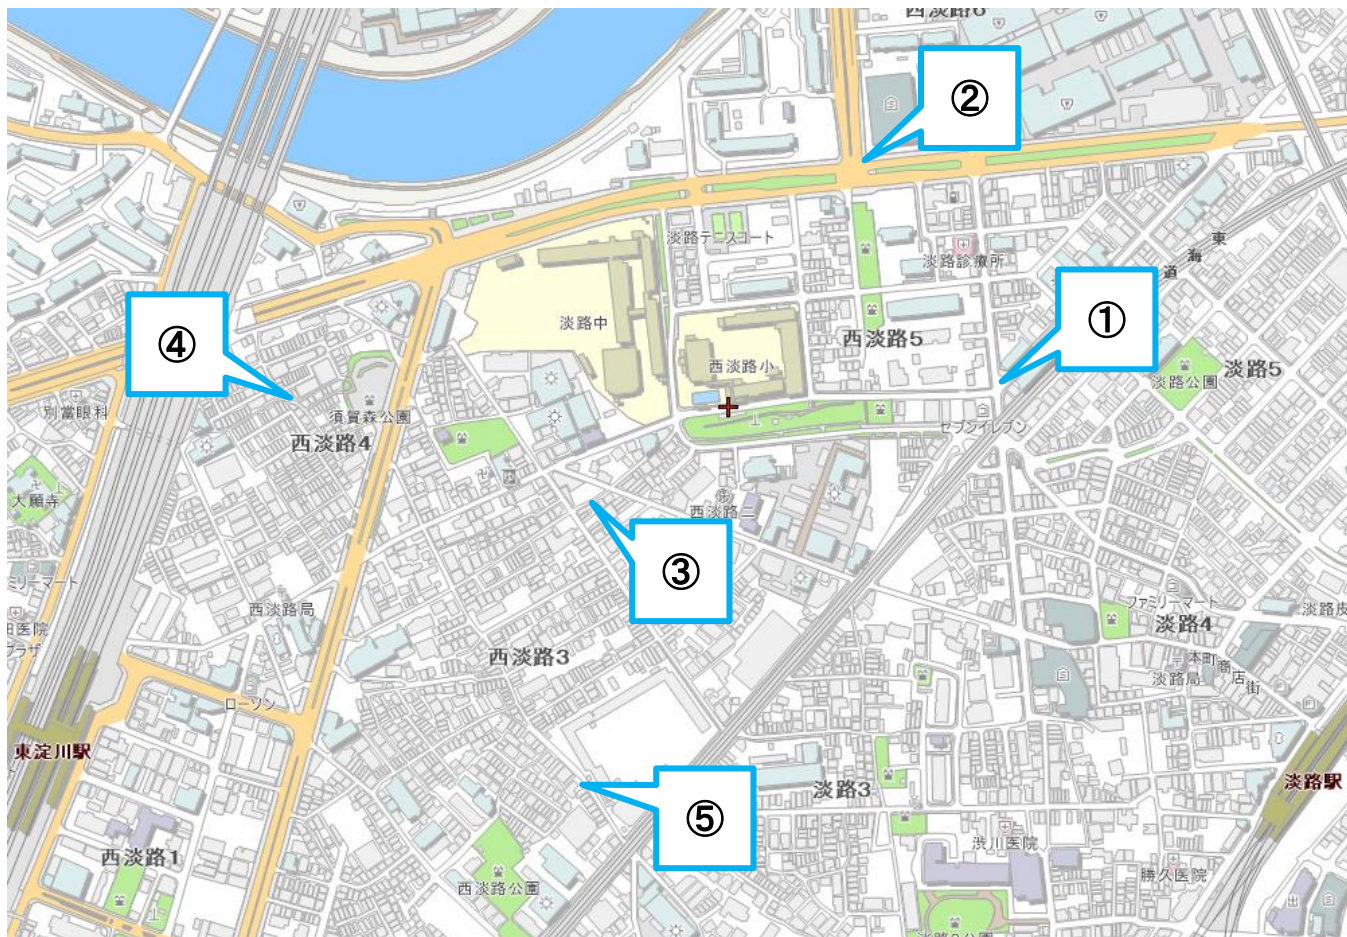 西淡路6
②
淡路テニスコート
淡路診療所
東
海
道
①
④
淡路中
西淡路5
西淡路小
淡路5
淡路公園
別當眼科
須賀森公園
西淡路4
セブンイレブン
大願寺
西淡路二
③
ミリーマート
ファミリーマート
西淡路局
淡路皮
淡路4
田医院
プラザ
西淡路3
本町
商
店
街
淡路局
ローソン
東淀川駅
淡路3
淡路駅
⑤
渋川医院
西淡路1
勝久医院
西淡路公園